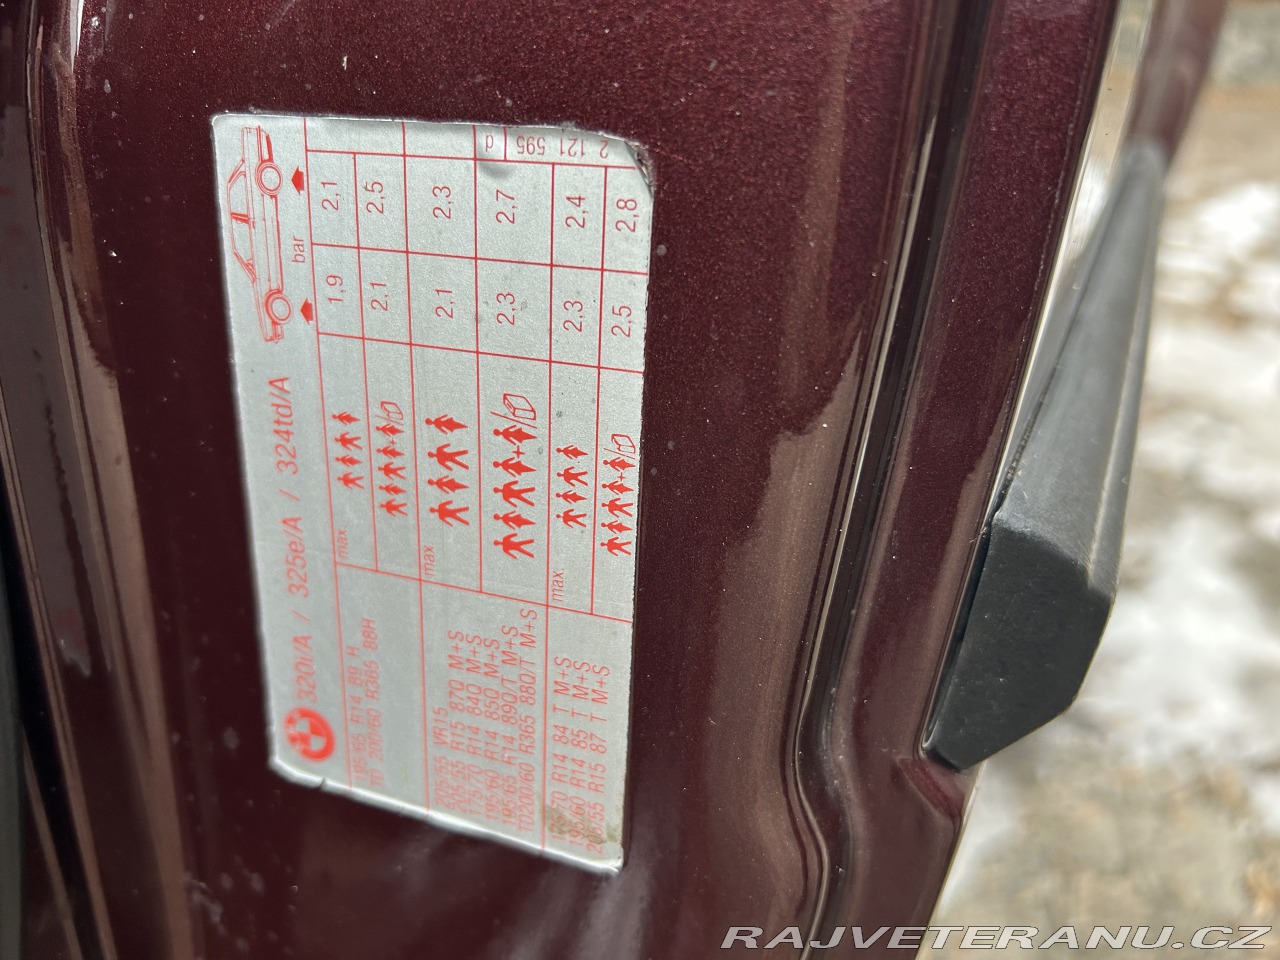 320i/A / 325e/A / 324td/A
bar
195/65 R14 89 H
TD 200/60 R365 88H
max
1,9 2,1
2,1 2,5
205/55 VR15
205/55 R15 87Q M+S
175/70 R14 84Q M+S
195/60 R14 85Q M+S
195/65 R14 89Q/T M+S
TD200/60 R365 88Q/T M+S
max
2,1 2,3
2,3 2,7
R14 84 T M+S
195/60 R14 85 T M+S
205/55 R15 87 T M+S
max.
2,3 2,4
2,5 2,8
d 2 121 595
RAJVETERANU.CZ